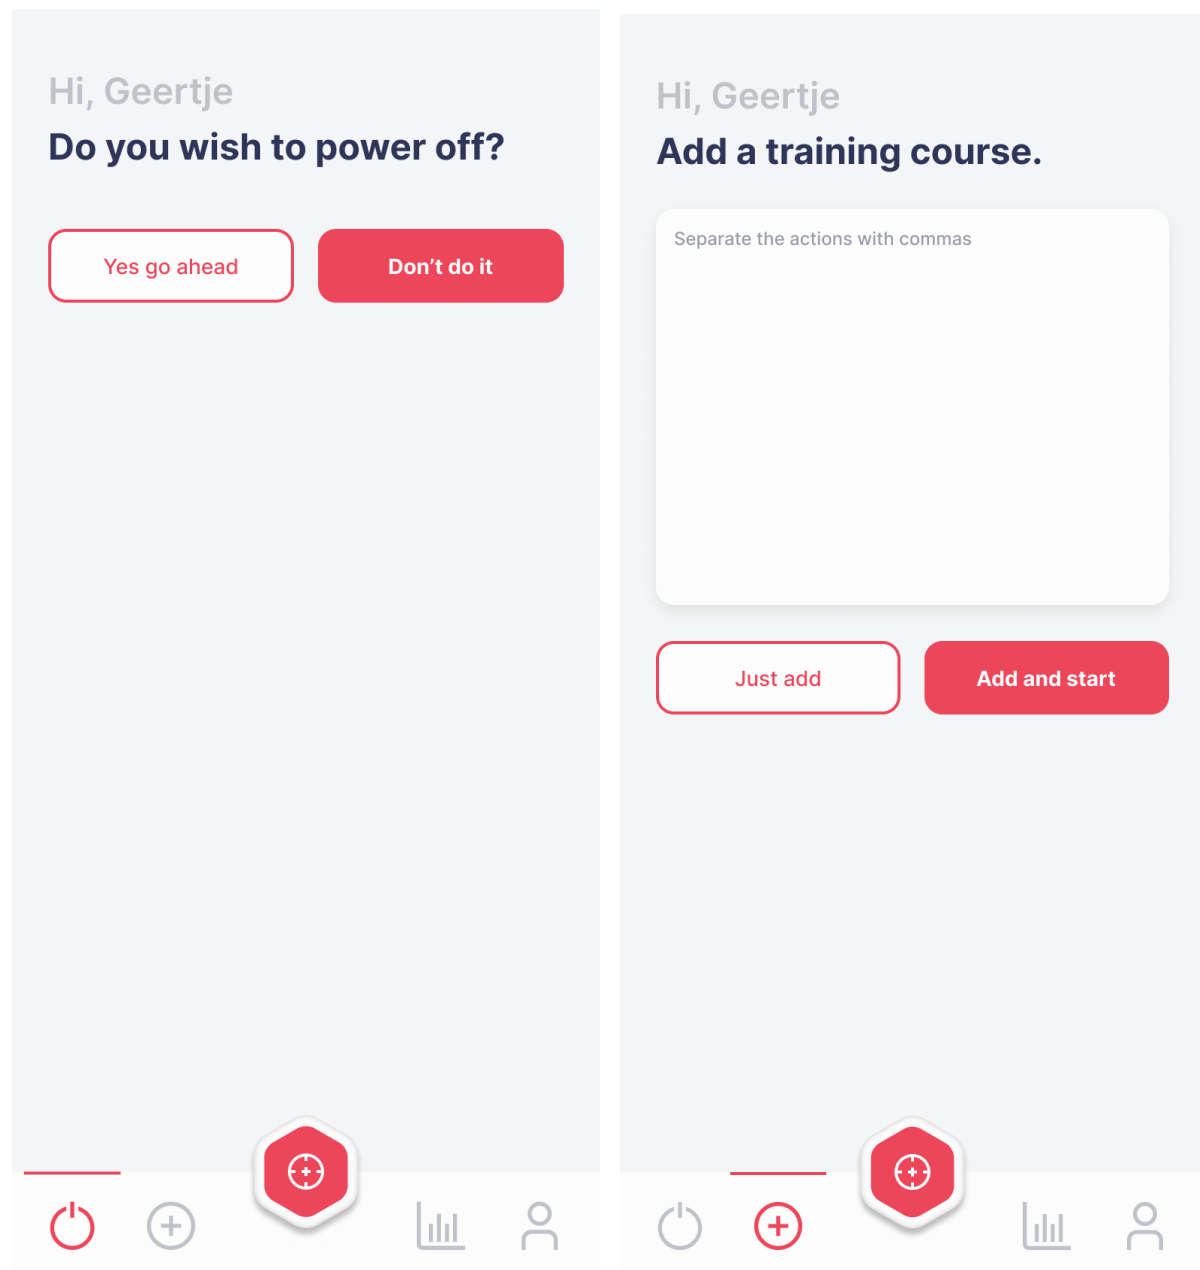 Hi, Geertje
Do you wish to power off?
Yes go ahead
Don’t do it
Hi, Geertje
Add a training course.
Separate the actions with commas
Just add
Add and start